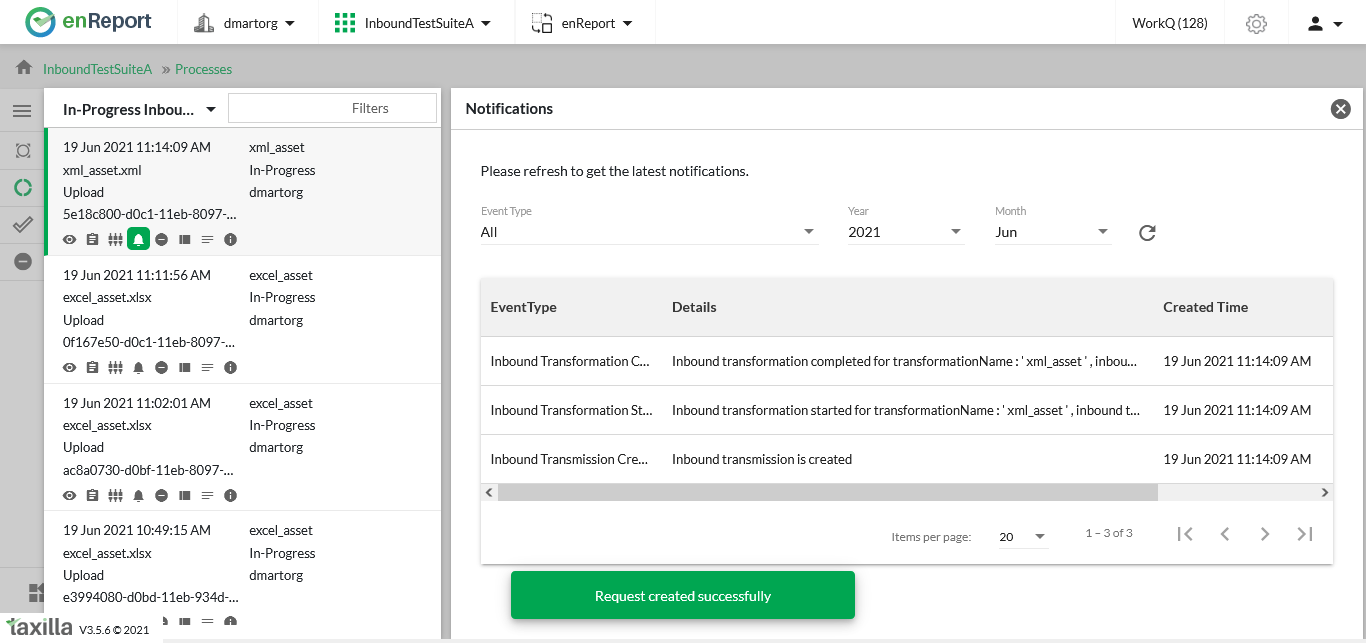 enReport dmartorg InboundTestSuiteA enReport WorkQ (128)
InboundTestSuiteA » Processes
In-Progress Inbou... Filters
19 Jun 2021 11:14:09 AM xml_asset
xml_asset.xml In-Progress
Upload dmartorg
5e18c800-d0c1-11eb-8097-...
19 Jun 2021 11:11:56 AM excel_asset
excel_asset.xlsx In-Progress
Upload dmartorg
0f167e50-d0c1-11eb-8097-...
19 Jun 2021 11:02:01 AM excel_asset
excel_asset.xlsx In-Progress
Upload dmartorg
ac8a0730-d0bf-11eb-8097-...
19 Jun 2021 10:49:15 AM excel_asset
excel_asset.xlsx In-Progress
Upload dmartorg
e3994080-d0bd-11eb-934d-...
taxilla V3.5.6 © 2021
Notifications
Please refresh to get the latest notifications.
Event Type Year Month
All 2021 Jun
EventType Details Created Time
Inbound Transformation C... Inbound transformation completed for transformationName : ' xml_asset ' , inbou... 19 Jun 2021 11:14:09 AM
Inbound Transformation St... Inbound transformation started for transformationName : ' xml_asset ' , inbound t... 19 Jun 2021 11:14:09 AM
Inbound Transmission Cre... Inbound transmission is created 19 Jun 2021 11:14:09 AM
Items per page: 20 1 – 3 of 3
Request created successfully